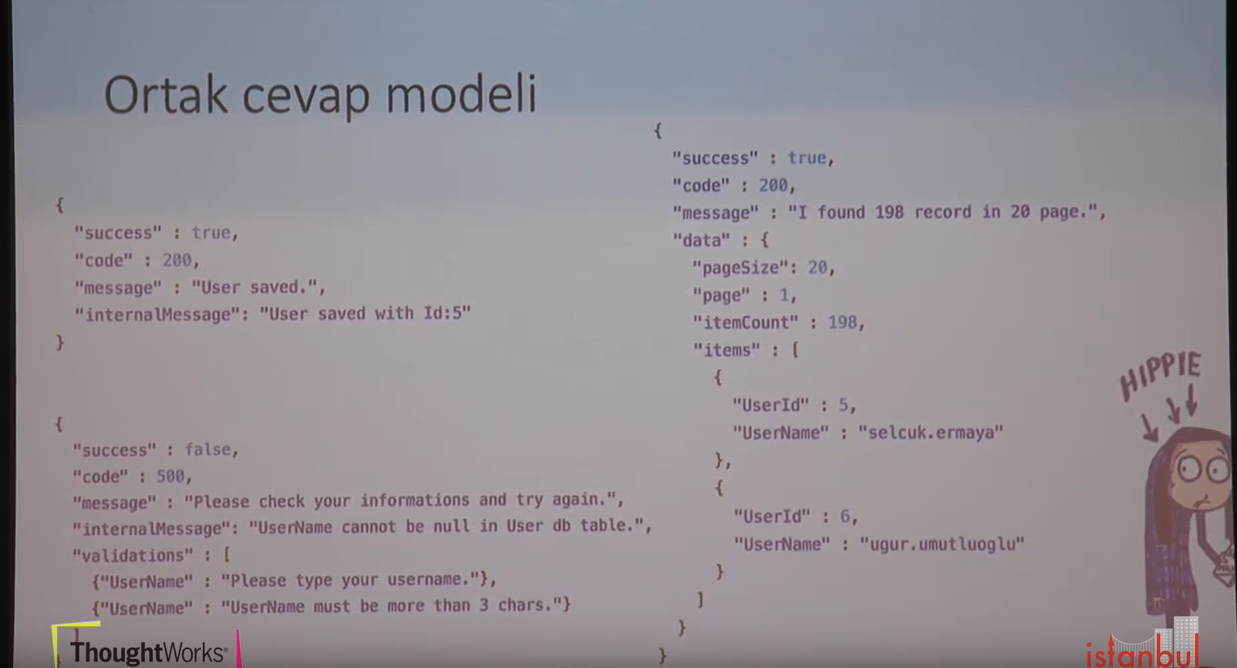 Ortak cevap modeli
{
"success" : true,
"code" : 200,
"message" : "User saved.",
"internalMessage": "User saved with Id:5"
}
{
"success" : false,
"code" : 500,
"message" : "Please check your informations and try again.",
"internalMessage": "UserName cannot be null in User db table.",
"validations" : [
{"UserName" : "Please type your username."},
{"UserName" : "UserName must be more than 3 chars."}
]
}
{
"success" : true,
"code" : 200,
"message" : "I found 198 record in 20 page.",
"data" : {
"pageSize": 20,
"page" : 1,
"itemCount" : 198,
"items" : [
{
"UserId" : 5,
"UserName" : "selcuk.ermaya"
},
{
"UserId" : 6,
"UserName" : "ugur.umutluoglu"
}
]
}
}
HIPPIE
ThoughtWorks®
istanbul